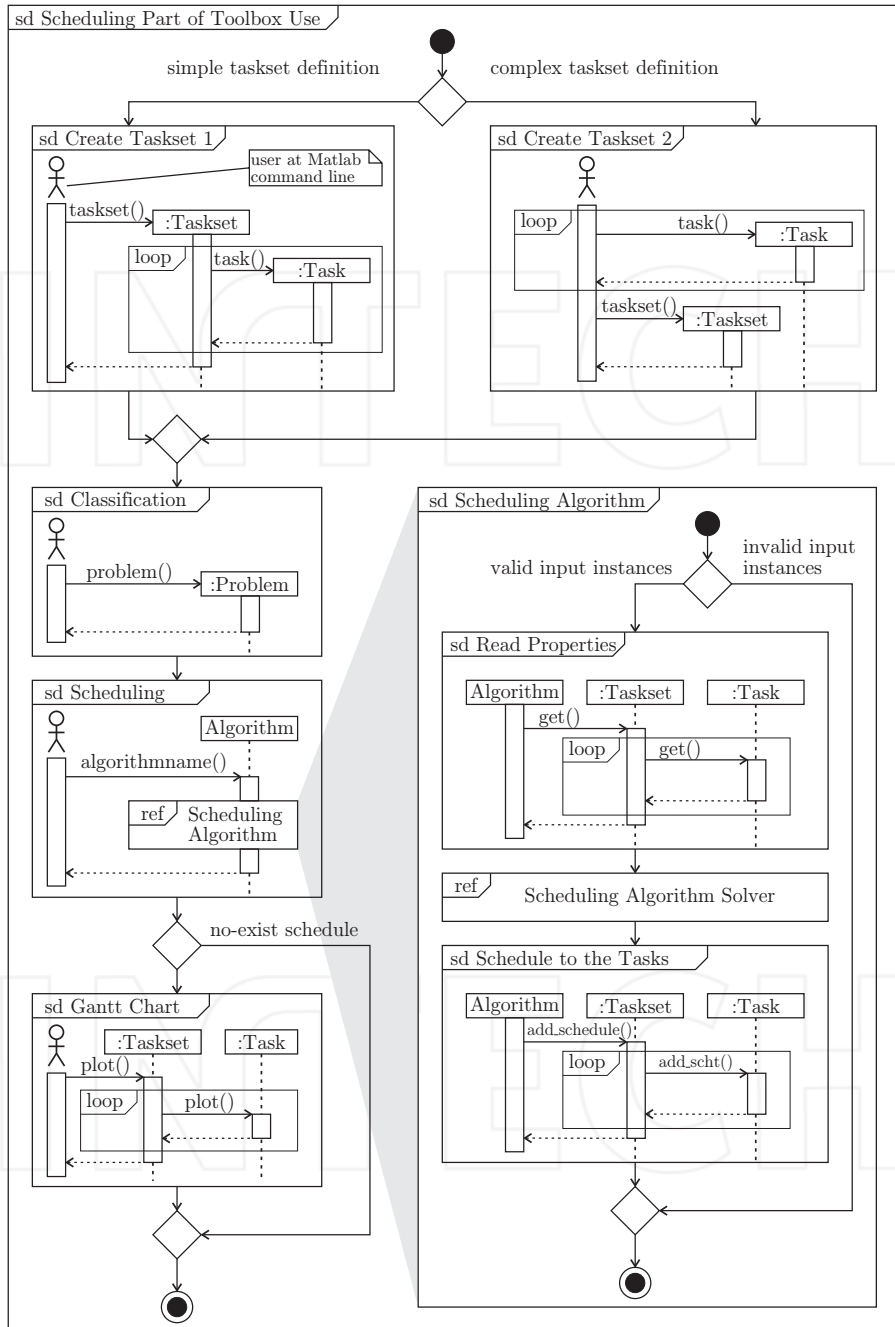 sd Scheduling Part of Toolbox Use
simple taskset definition
complex taskset definition
sd Create Taskset 1
user at Matlab
command line
taskset()
:Taskset
loop
task()
:Task
sd Create Taskset 2
loop
task()
:Task
taskset()
:Taskset
sd Classification
problem()
:Problem
sd Scheduling
Algorithm
algorithmname()
ref
Scheduling
Algorithm
no-exist schedule
sd Gantt Chart
:Taskset
:Task
plot()
loop
plot()
sd Scheduling Algorithm
valid input instances
invalid input
instances
sd Read Properties
Algorithm
:Taskset
:Task
get()
loop
get()
ref
Scheduling Algorithm Solver
sd Schedule to the Tasks
Algorithm
:Taskset
:Task
add_schedule()
loop
add_scht()
INTECH
INTECH